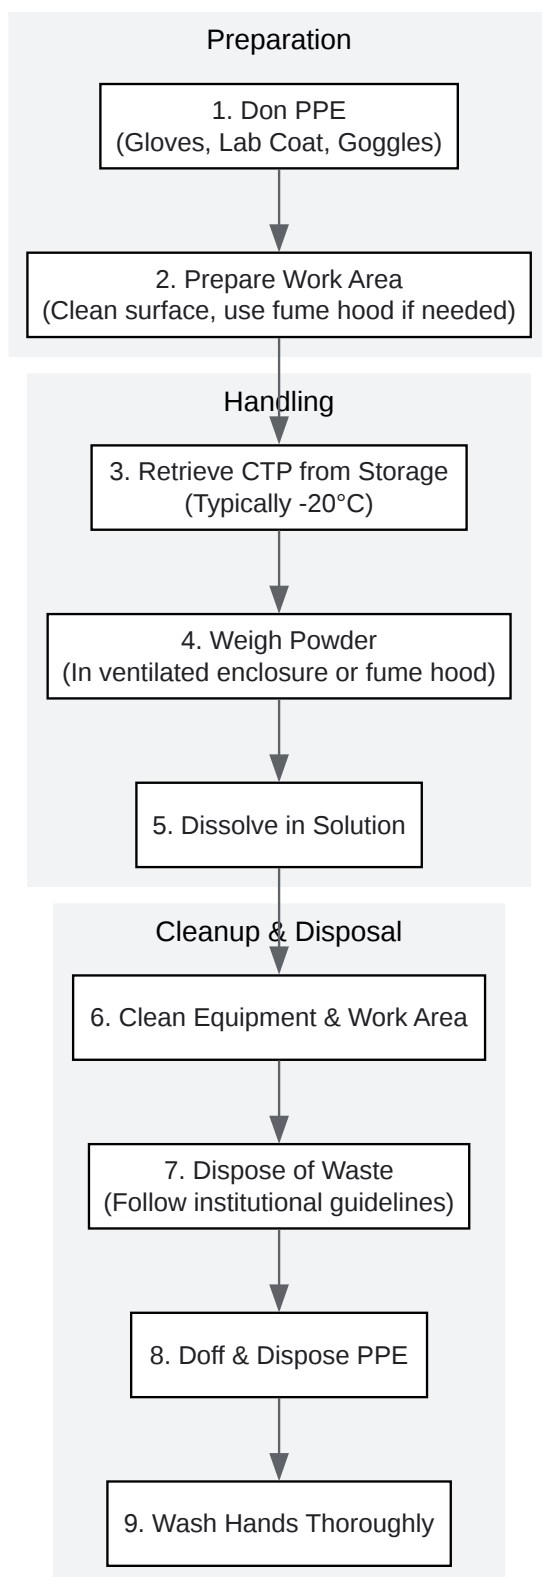 Preparation
1. Don PPE
(Gloves, Lab Coat, Goggles)
2. Prepare Work Area
(Clean surface, use fume hood if needed)
Handling
3. Retrieve CTP from Storage
(Typically -20°C)
4. Weigh Powder
(In ventilated enclosure or fume hood)
5. Dissolve in Solution
Cleanup & Disposal
6. Clean Equipment & Work Area
7. Dispose of Waste
(Follow institutional guidelines)
8. Doff & Dispose PPE
9. Wash Hands Thoroughly